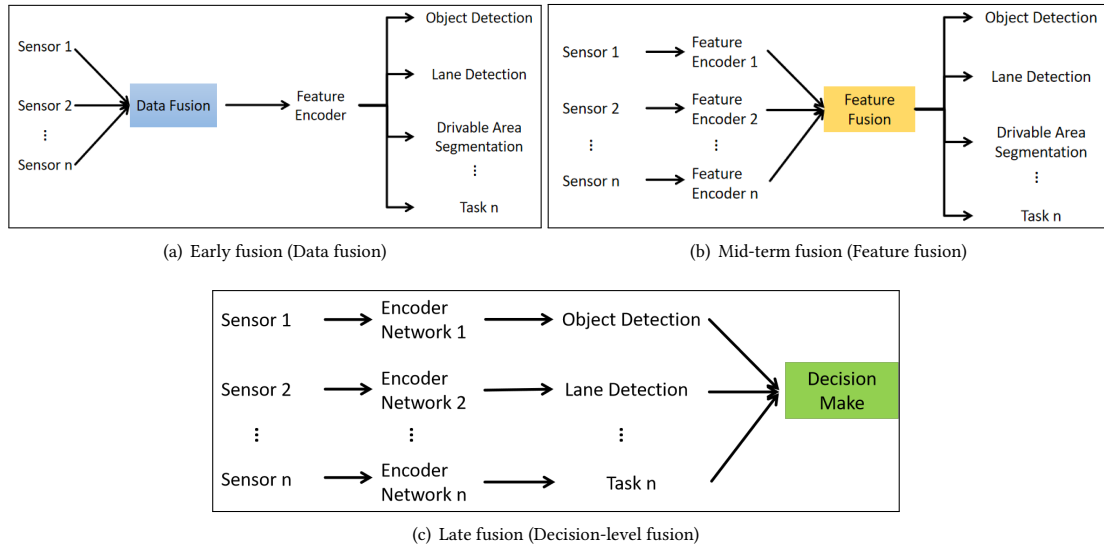 Sensor 1
Sensor 2
⋮
Sensor n
Data Fusion
Feature
Encoder
Object Detection
Lane Detection
Drivable Area
Segmentation
⋮
Task n
(a) Early fusion (Data fusion)
Sensor 1
Sensor 2
⋮
Sensor n
Feature
Encoder 1
Feature
Encoder 2
⋮
Feature
Encoder n
Feature
Fusion
Object Detection
Lane Detection
Drivable Area
Segmentation
⋮
Task n
(b) Mid-term fusion (Feature fusion)
Sensor 1
Sensor 2
⋮
Sensor n
Encoder
Network 1
Encoder
Network 2
⋮
Encoder
Network n
Object Detection
Lane Detection
⋮
Task n
Decision
Make
(c) Late fusion (Decision-level fusion)